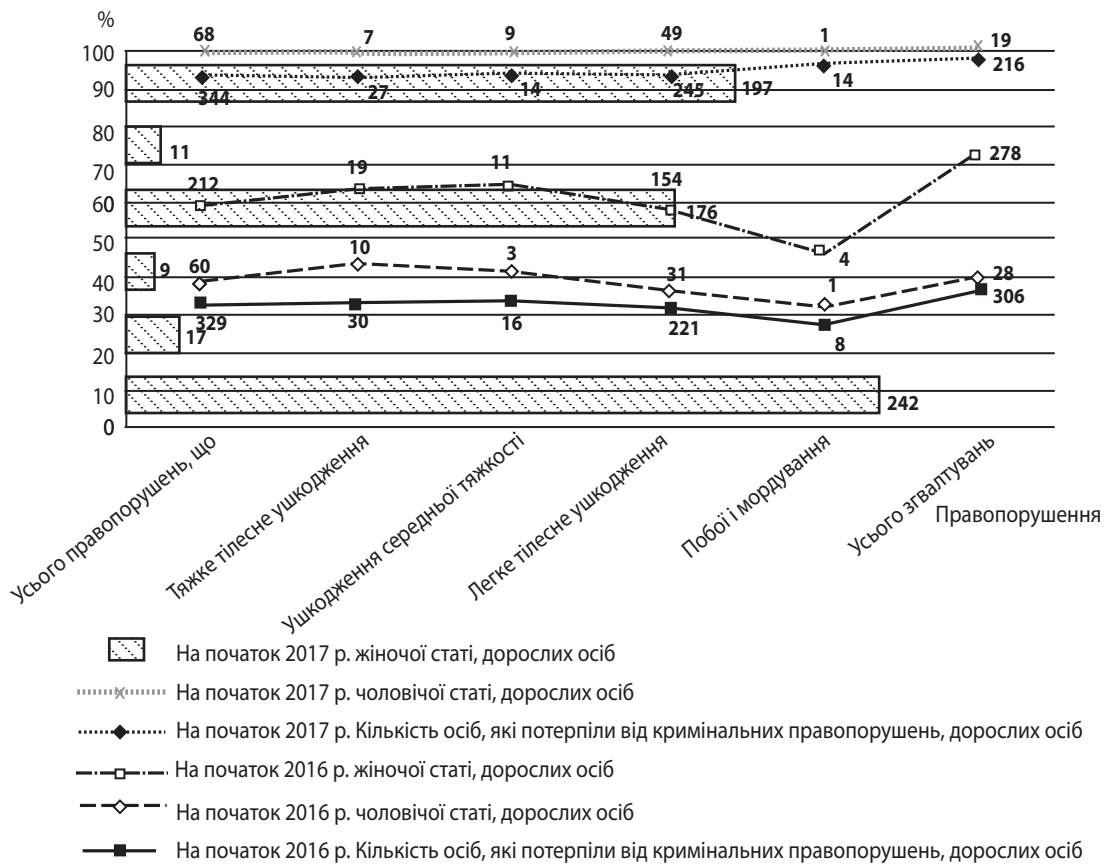 %
68 7 9 49 1 19
100
344 27 14 245 197 14 216
90
80
11
70
212 19 11 154 278
60
176
50
4
9 60 10 3 31 1 28
40
306
30
17 329 30 16 221 8
20
10
242
0
Усього правопорушень, що
Тяжке тілесне ушкодження
Ушкодження середньої тяжкості
Легке тілесне ушкодження
Побої і мордування
Усього згвалтувань
Правопорушення
На початок 2017 р. жіночої статі, дорослих осіб
На початок 2017 р. чоловічої статі, дорослих осіб
На початок 2017 р. Кількість осіб, які потерпіли від кримінальних правопорушень, дорослих осіб
На початок 2016 р. жіночої статі, дорослих осіб
На початок 2016 р. чоловічої статі, дорослих осіб
На початок 2016 р. Кількість осіб, які потерпіли від кримінальних правопорушень, дорослих осіб